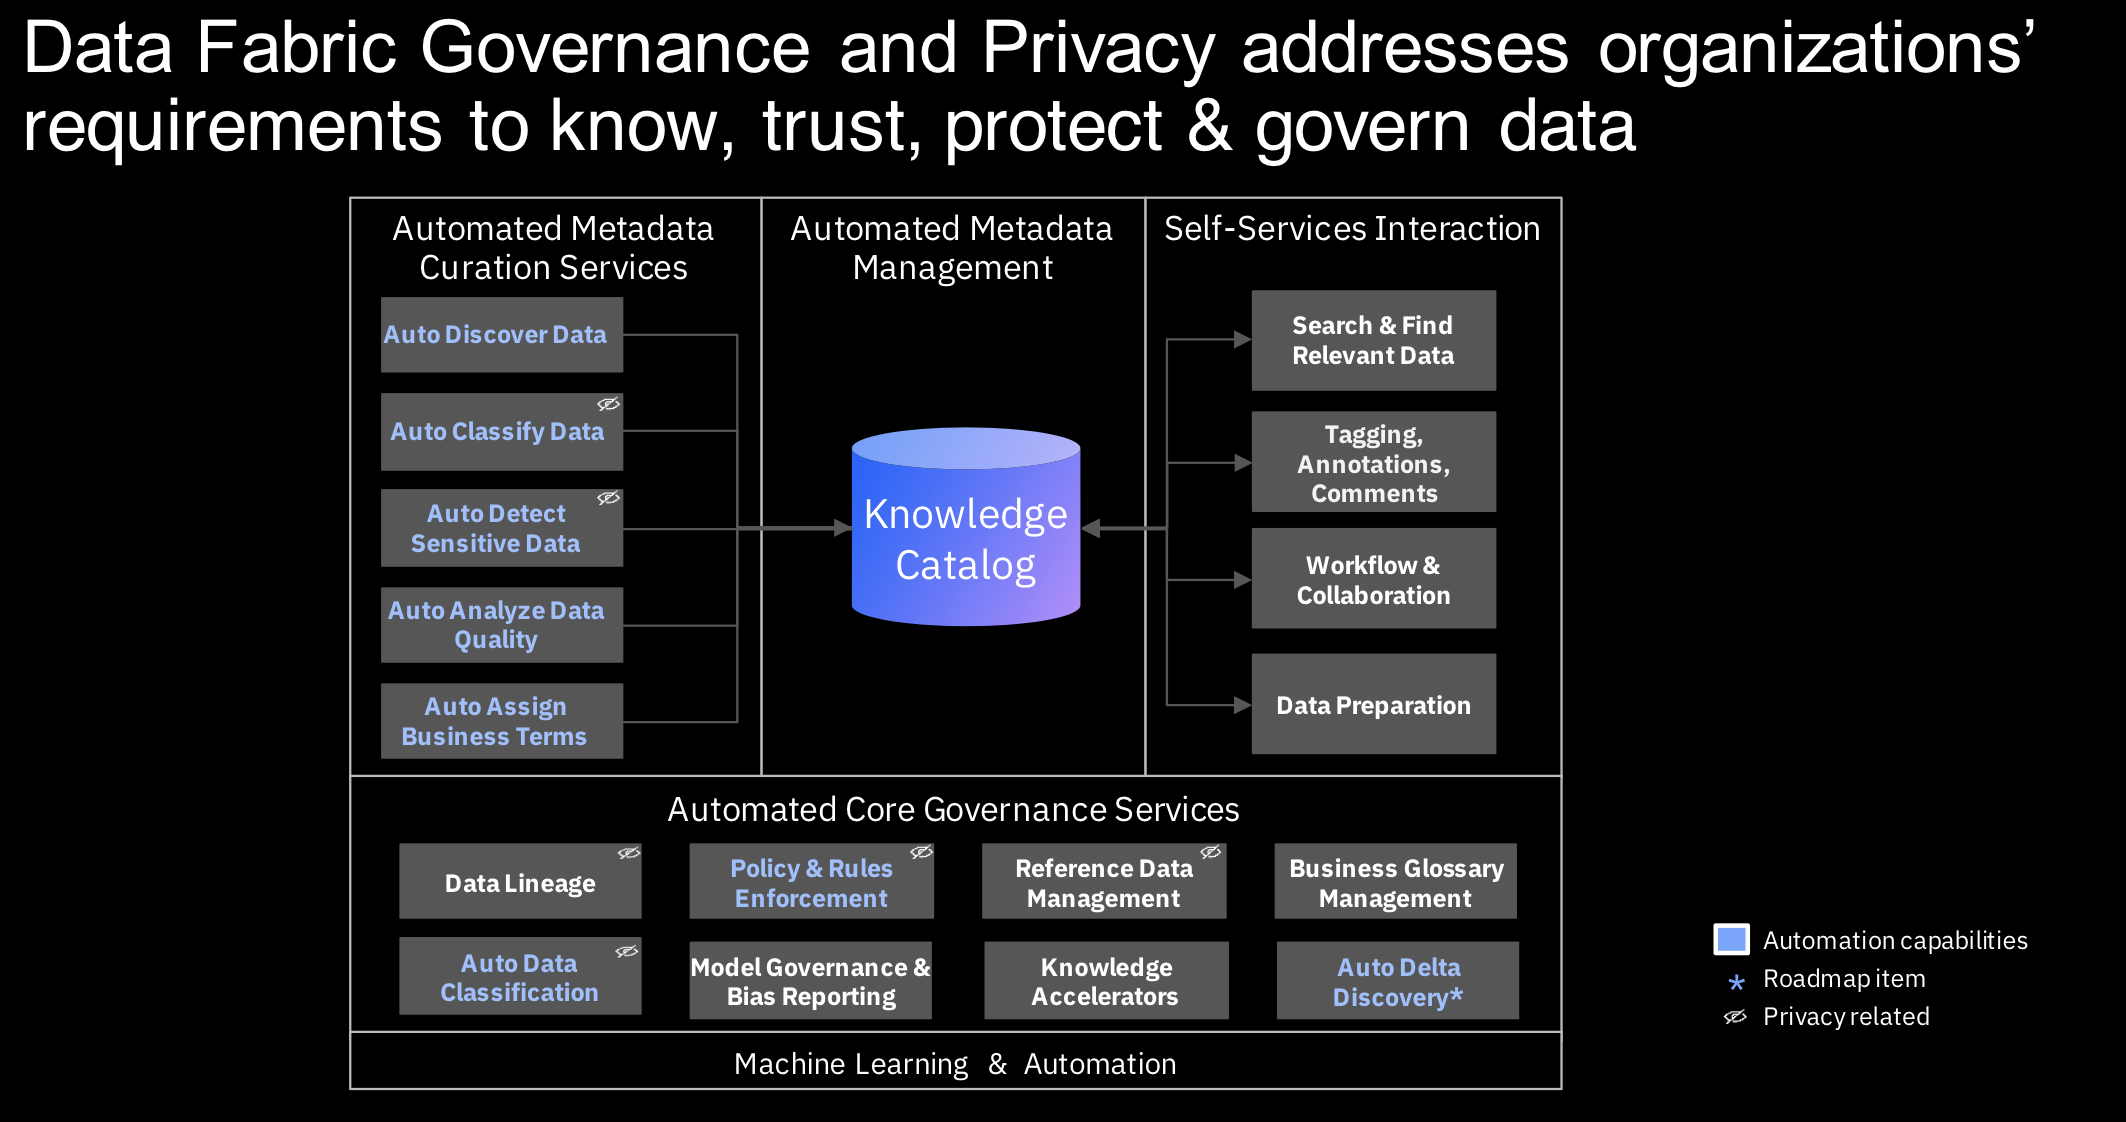 Data Fabric Governance and Privacy addresses organizations’
requirements to know, trust, protect & govern data
Automated Metadata
Curation Services
Auto Discover Data
Auto Classify Data
Auto Detect
Sensitive Data
Auto Analyze Data
Quality
Auto Assign
Business Terms
Automated Metadata
Management
Knowledge
Catalog
Self-Services Interaction
Search & Find
Relevant Data
Tagging,
Annotations,
Comments
Workflow &
Collaboration
Data Preparation
Automated Core Governance Services
Data Lineage
Policy & Rules
Enforcement
Reference Data
Management
Business Glossary
Management
Auto Data
Classification
Model Governance &
Bias Reporting
Knowledge
Accelerators
Auto Delta
Discovery*
Machine Learning & Automation
Automation capabilities
* Roadmap item
Privacy related